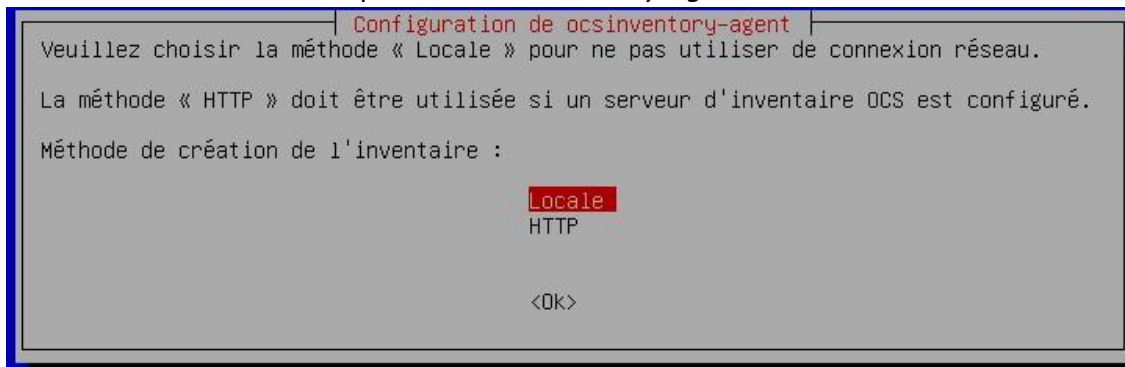 Configuration de ocsinventory-agent
Veuillez choisir la méthode « Locale » pour ne pas utiliser de connexion réseau.
La méthode « HTTP » doit être utilisée si un serveur d'inventaire OCS est configuré.
Méthode de création de l'inventaire :
Locale
HTTP
<Ok>